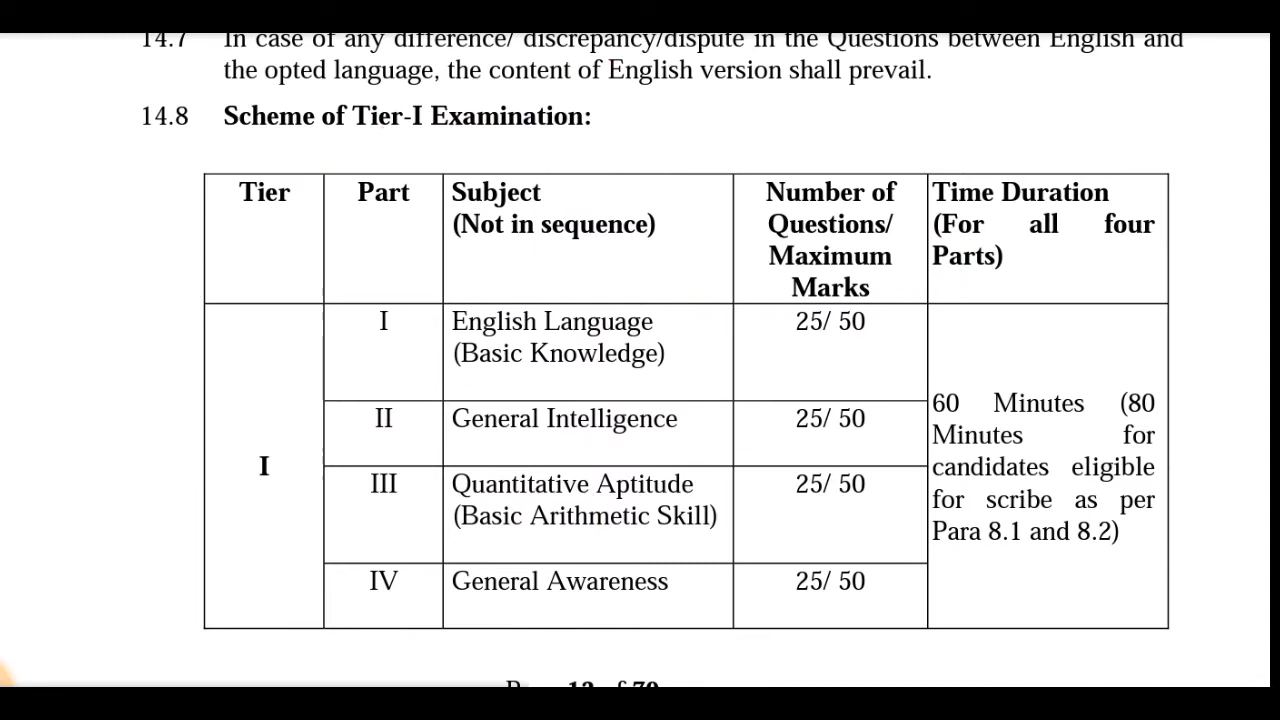 14.7 In case of any difference/ discrepancy/dispute in the Questions between English and
the opted language, the content of English version shall prevail.
14.8 Scheme of Tier-I Examination:
Tier Part Subject (Not in sequence) Number of Questions/ Maximum Marks Time Duration (For all four Parts)
I
I English Language
(Basic Knowledge)
25/ 50
II General Intelligence 25/ 50
III Quantitative Aptitude
(Basic Arithmetic Skill)
25/ 50
IV General Awareness 25/ 50
60 Minutes (80
Minutes for
candidates eligible
for scribe as per
Para 8.1 and 8.2)